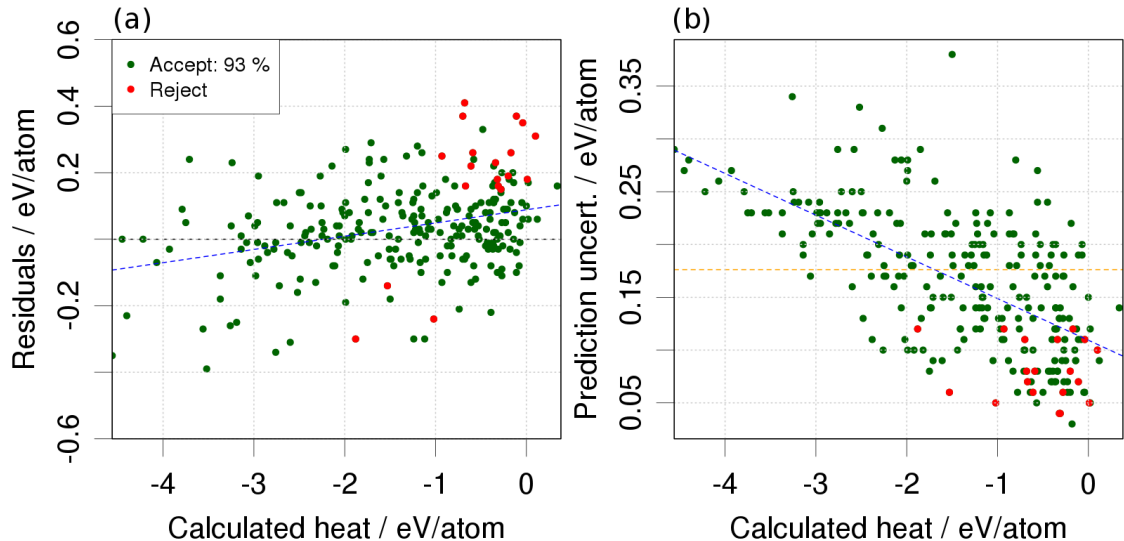 (a)
0.6
0.4
0.2
0
-0.2
-0.6
Residuals / eV/atom
Accept: 93 %
Reject
-4
-3
-2
-1
0
Calculated heat / eV/atom
(b)
0.35
0.25
0.15
0.05
Prediction uncert. / eV/atom
-4
-3
-2
-1
0
Calculated heat / eV/atom